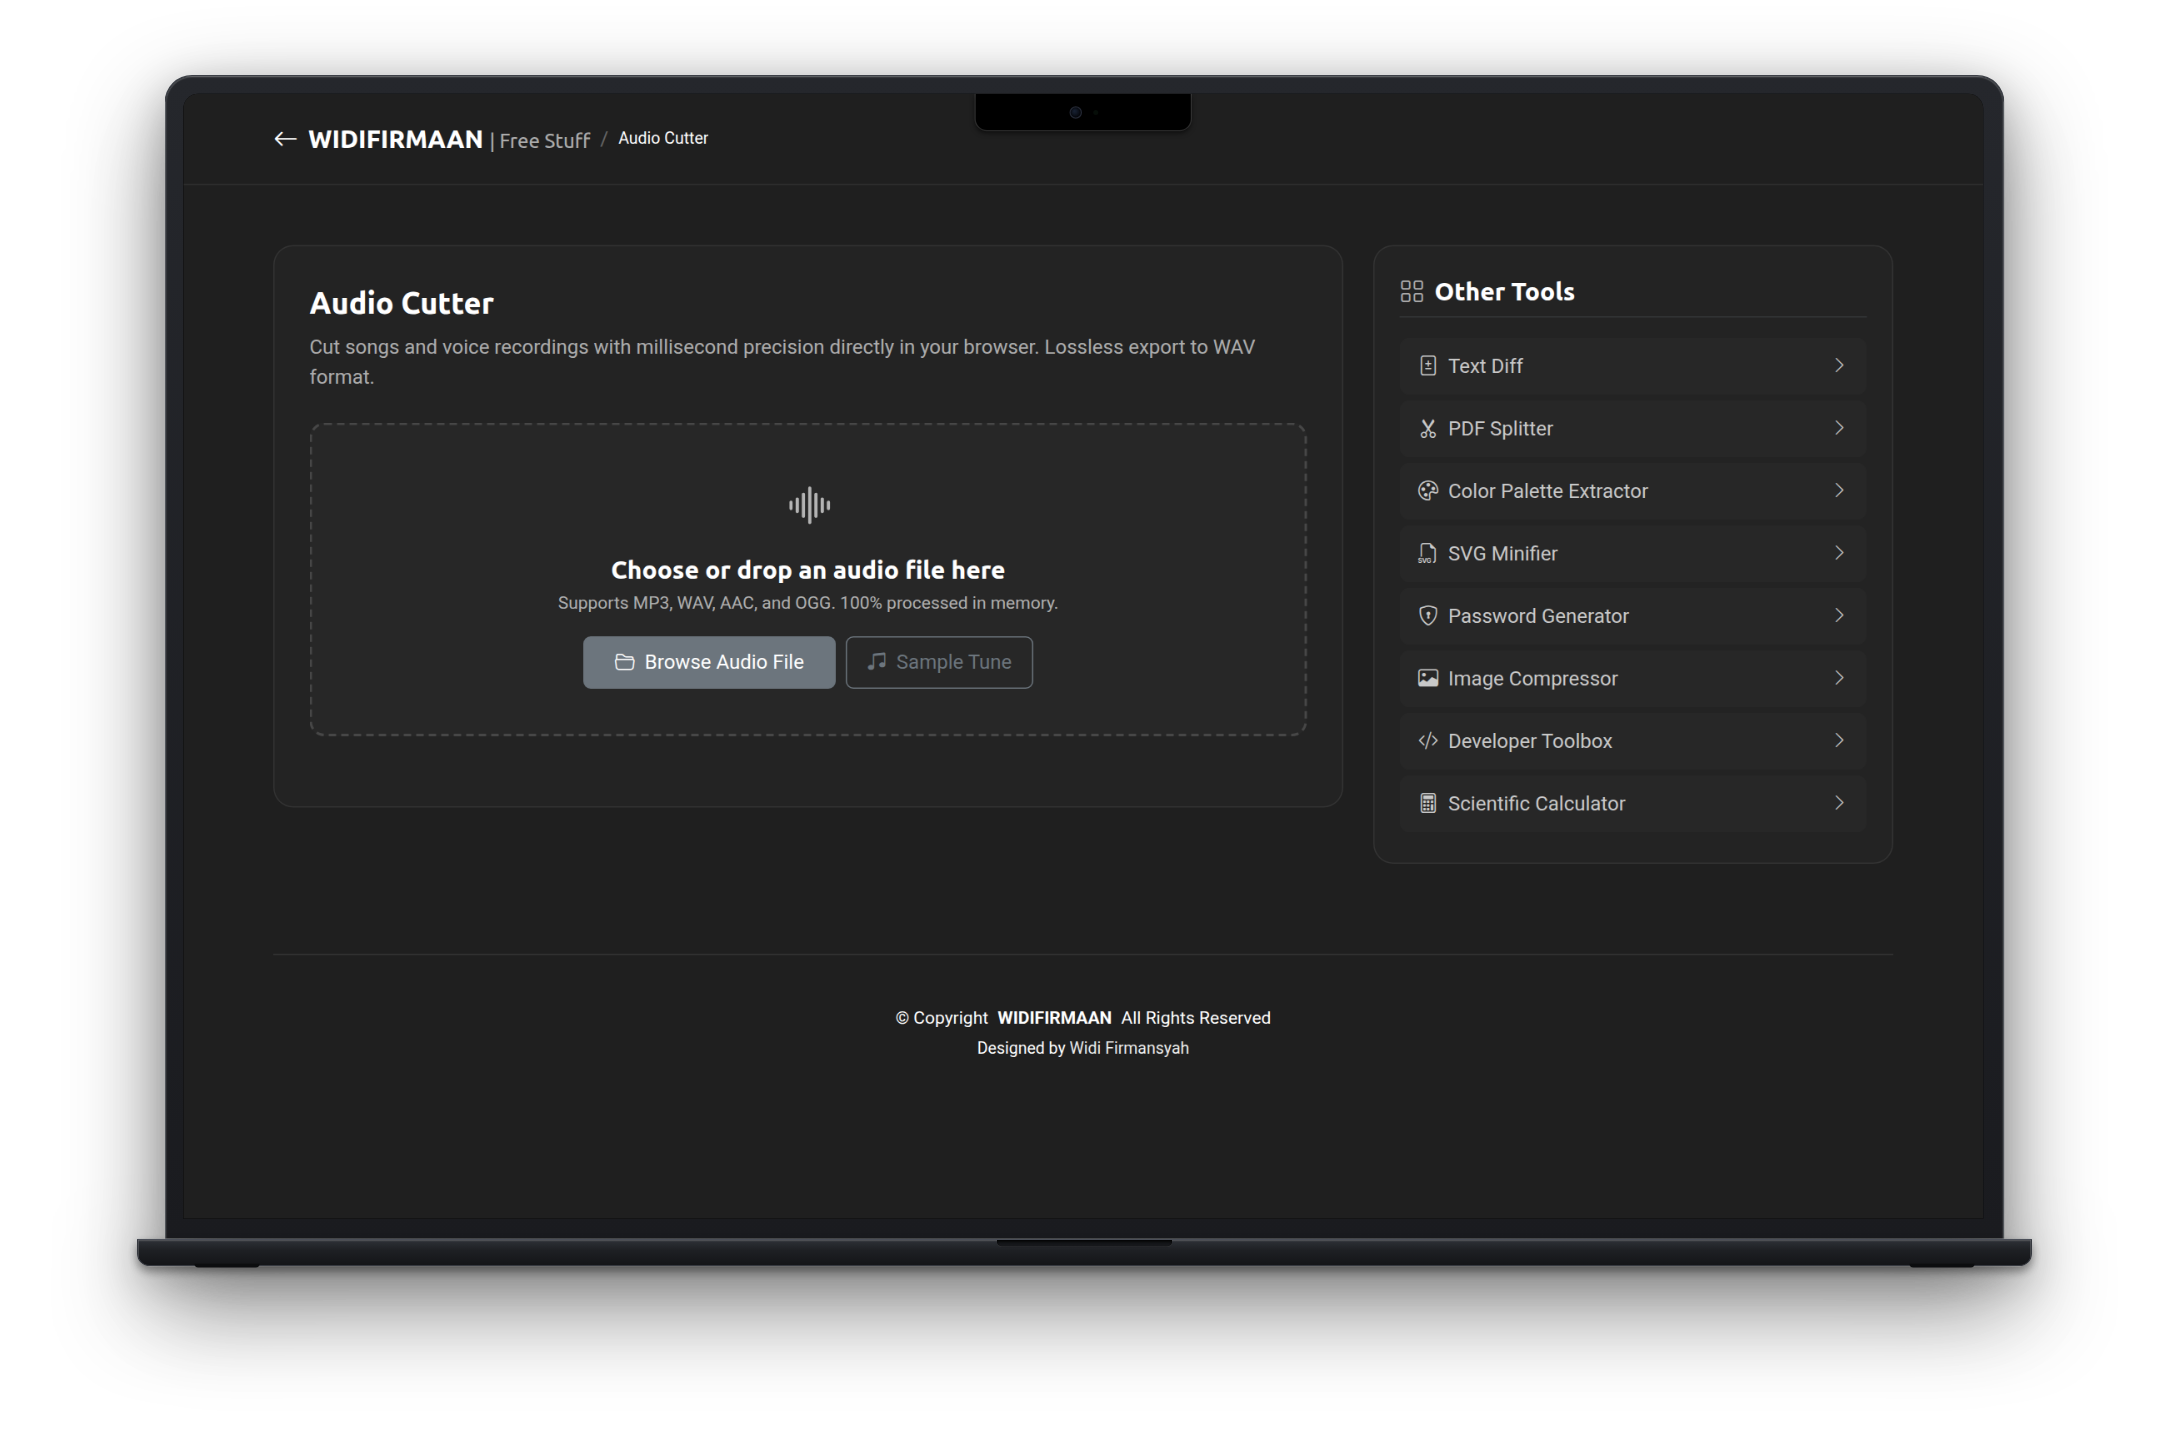 WIDIFIRMAAN | Free Stuff / Audio Cutter
Audio Cutter
Cut songs and voice recordings with millisecond precision directly in your browser. Lossless export to WAV
format.
Choose or drop an audio file here
Supports MP3, WAV, AAC, and OGG. 100% processed in memory.
Browse Audio File
Sample Tune
Other Tools
Text Diff
PDF Splitter
Color Palette Extractor
SVG Minifier
Password Generator
Image Compressor
Developer Toolbox
Scientific Calculator
© Copyright WIDIFIRMAAN All Rights Reserved
Designed by Widi Firmansyah